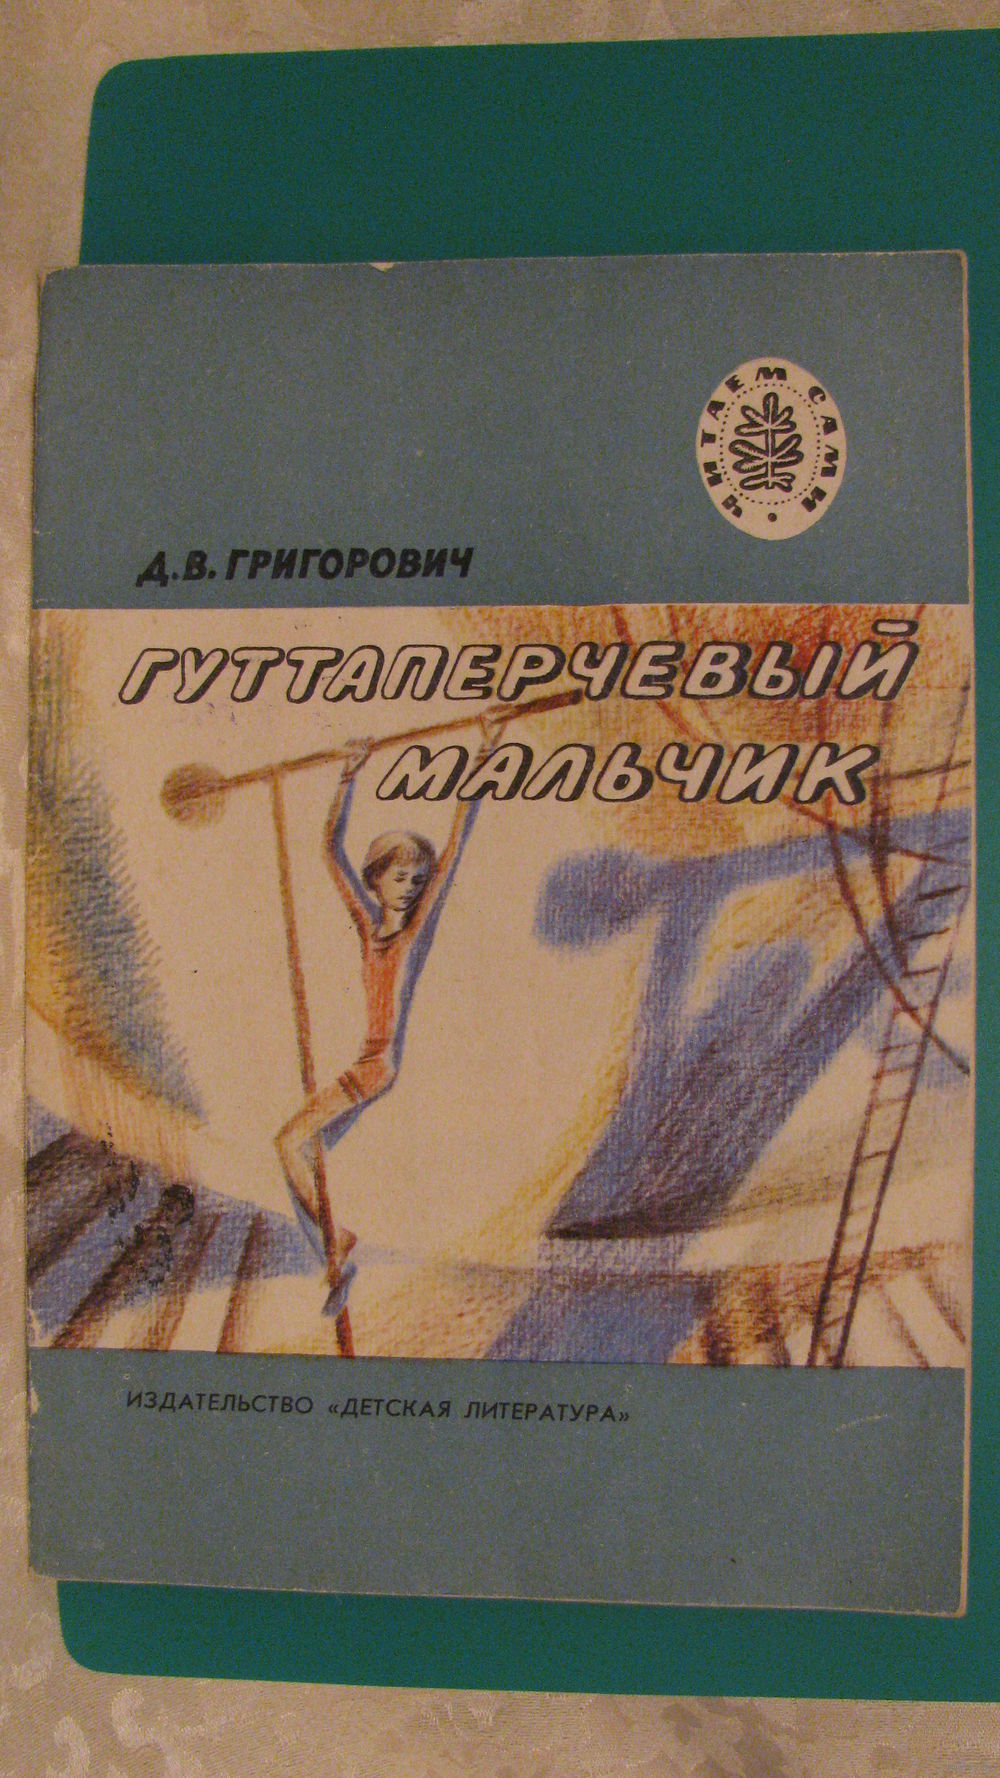 ЧИТАЕМ САМИ •
Д.В. ГРИГОРОВИЧ
ГУТТАПЕРЧЕВЫЙ
МАЛЬЧИК
ИЗДАТЕЛЬСТВО «ДЕТСКАЯ ЛИТЕРАТУРА»